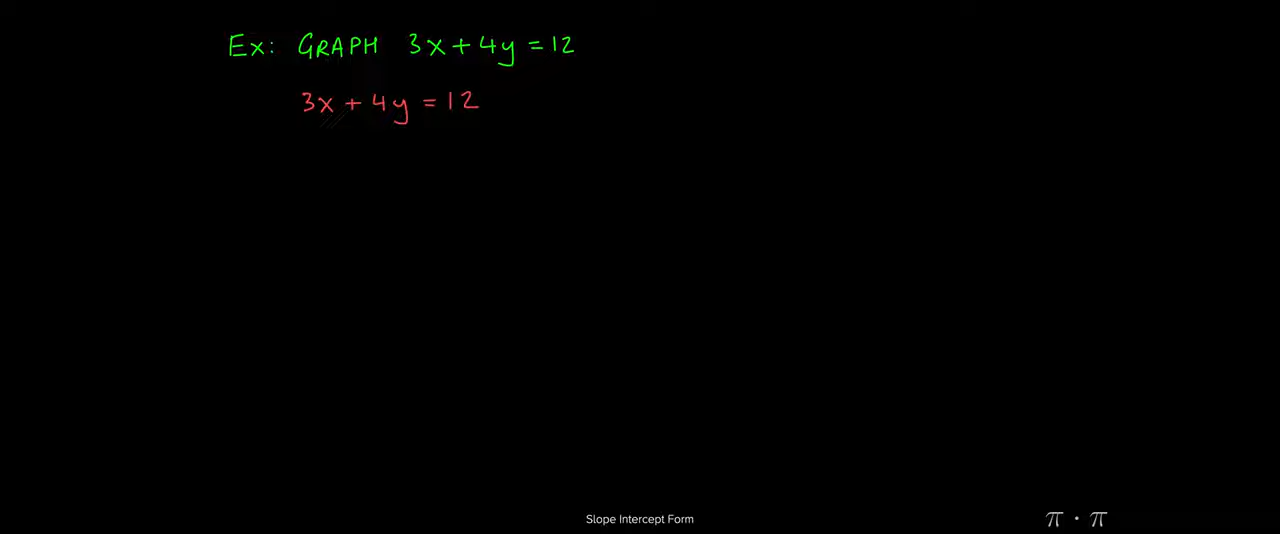 Ex: GRAPH 3x + 4y = 12
3x + 4y = 12
Slope Intercept Form
π · π